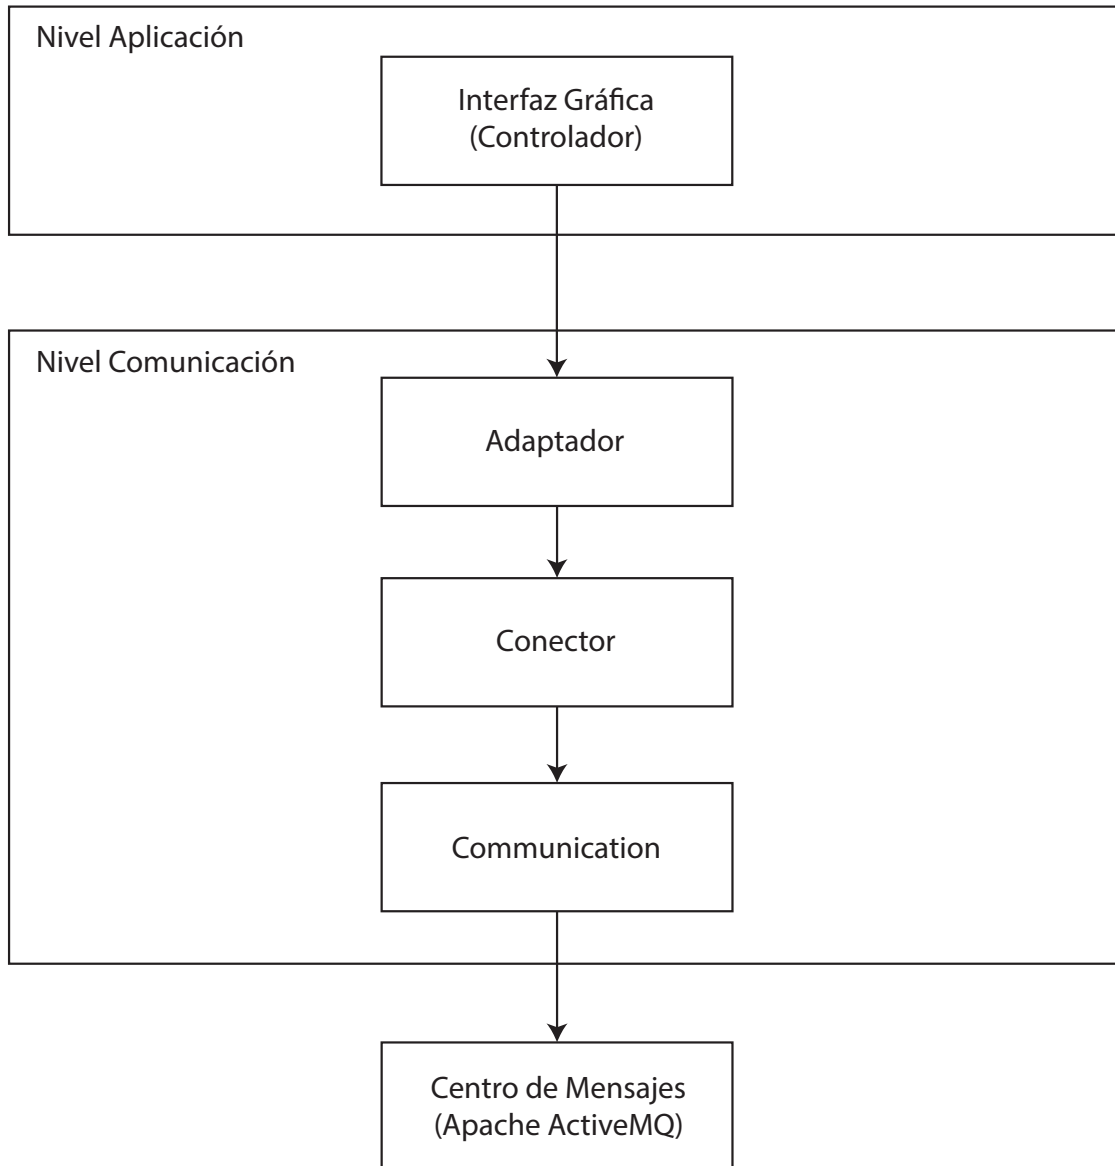 Nivel Aplicación
Interfaz Gráfica
(Controlador)
Nivel Comunicación
Adaptador
Conector
Communication
Centro de Mensajes
(Apache ActiveMQ)